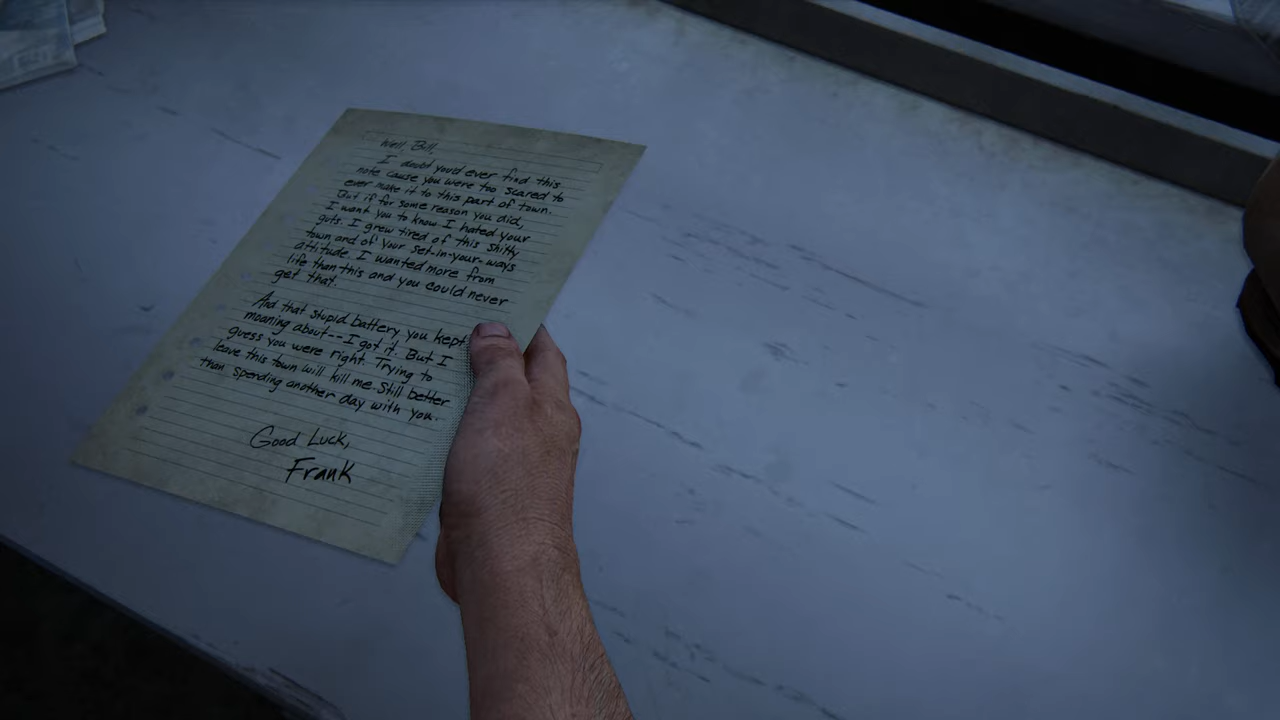 Well, Bill,
I doubt you'd ever find this
note cause you were too scared to
ever make it to this part of town.
But if for some reason you did,
I want you to know I hated your
guts. I grew tired of this shitty
town and of your set-in-your-ways
attitude. I wanted more from
life than this and you could never
get that.
And that stupid battery you kept
moaning about--I got it. But I
guess you were right. Trying to
leave this town will kill me. Still better
than spending another day with you.
Good Luck,
Frank